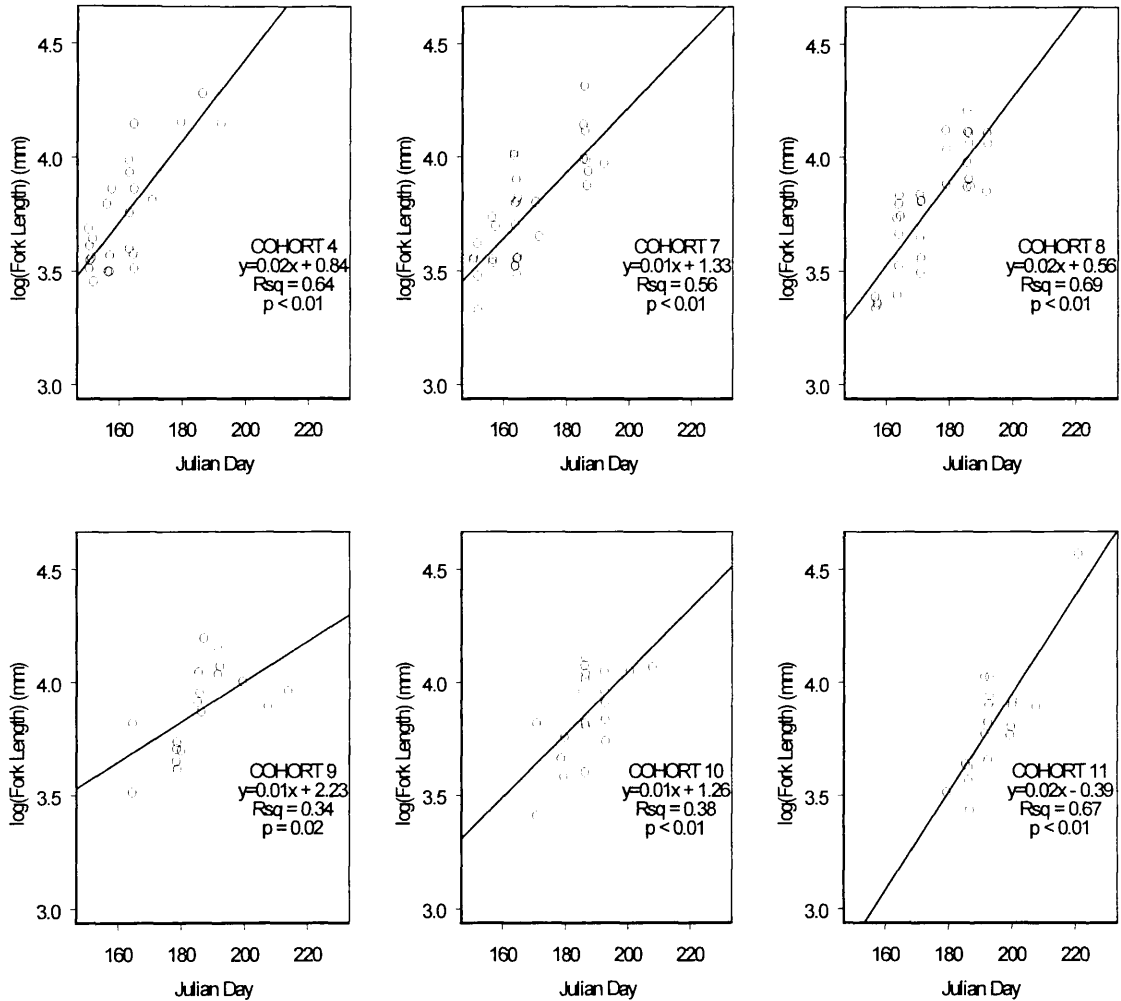 4.5
4.0
3.5
3.0
log(Fork Length) (mm)
COHORT 4
y=0.02x + 0.84
Rsq = 0.64
p < 0.01
160 180 200 220
Julian Day
4.5
4.0
3.5
3.0
log(Fork Length) (mm)
COHORT 7
y=0.01x + 1.33
Rsq = 0.56
p < 0.01
160 180 200 220
Julian Day
4.5
4.0
3.5
3.0
log(Fork Length) (mm)
COHORT 8
y=0.02x + 0.56
Rsq = 0.69
p < 0.01
160 180 200 220
Julian Day
4.5
4.0
3.5
3.0
log(Fork Length) (mm)
COHORT 9
y=0.01x + 2.23
Rsq = 0.34
p = 0.02
160 180 200 220
Julian Day
4.5
4.0
3.5
3.0
log(Fork Length) (mm)
COHORT 10
y=0.01x + 1.26
Rsq = 0.38
p < 0.01
160 180 200 220
Julian Day
4.5
4.0
3.5
3.0
log(Fork Length) (mm)
COHORT 11
y=0.02x - 0.39
Rsq = 0.67
p < 0.01
160 180 200 220
Julian Day